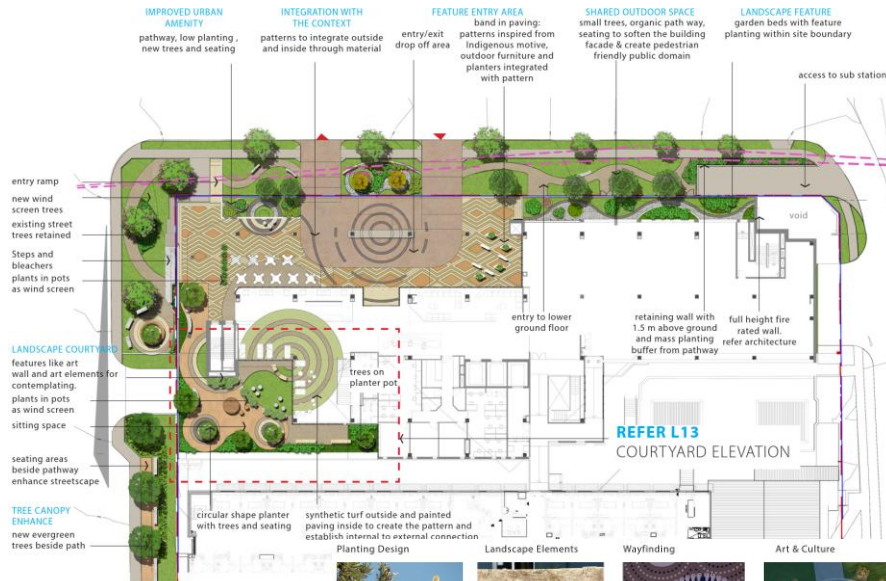 IMPROVED URBAN
AMENITY
pathway, low planting ,
new trees and seating
INTEGRATION WITH
THE CONTEXT
patterns to integrate outside
and inside through material
entry/exit
drop off area
FEATURE ENTRY AREA
band in paving:
patterns inspired from
Indigenous motive,
outdoor furniture and
planters integrated
with pattern
SHARED OUTDOOR SPACE
small trees, organic path way,
seating to soften the building
facade & create pedestrian
friendly public domain
LANDSCAPE FEATURE
garden beds with feature
planting within site boundary
access to sub station
entry ramp
new wind
screen trees
existing street
trees retained
Steps and
bleachers
plants in pots
as wind screen
LANDSCAPE COURTYARD
features like art
wall and art elements for
contemplating.
plants in pots
as wind screen
sitting space
seating areas
beside pathway
enhance streetscape
TREE CANOPY
ENHANCE
new evergreen
trees beside path
void
entry to lower
ground floor
retaining wall with
1.5 m above ground
and mass planting
buffer from pathway
full height fire
rated wall.
refer architecture
trees on
planter pot
REFER L13
COURTYARD ELEVATION
circular shape planter
with trees and seating
synthetic turf outside and painted
paving inside to create the pattern and
establish internal to external connection
Planting Design
Landscape Elements
Wayfinding
Art & Culture